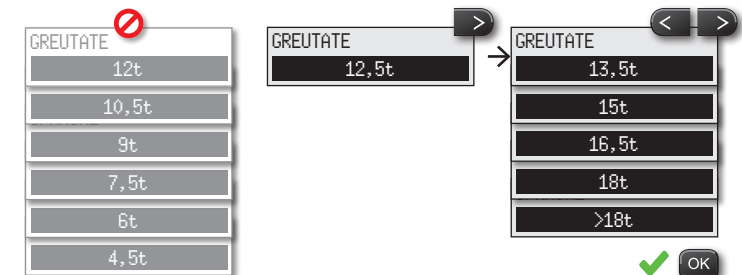 GREUTATE
12t
10,5t
9t
7,5t
6t
4,5t
>
GREUTATE
12,5t
< >
GREUTATE
13,5t
15t
16,5t
18t
>18t
OK